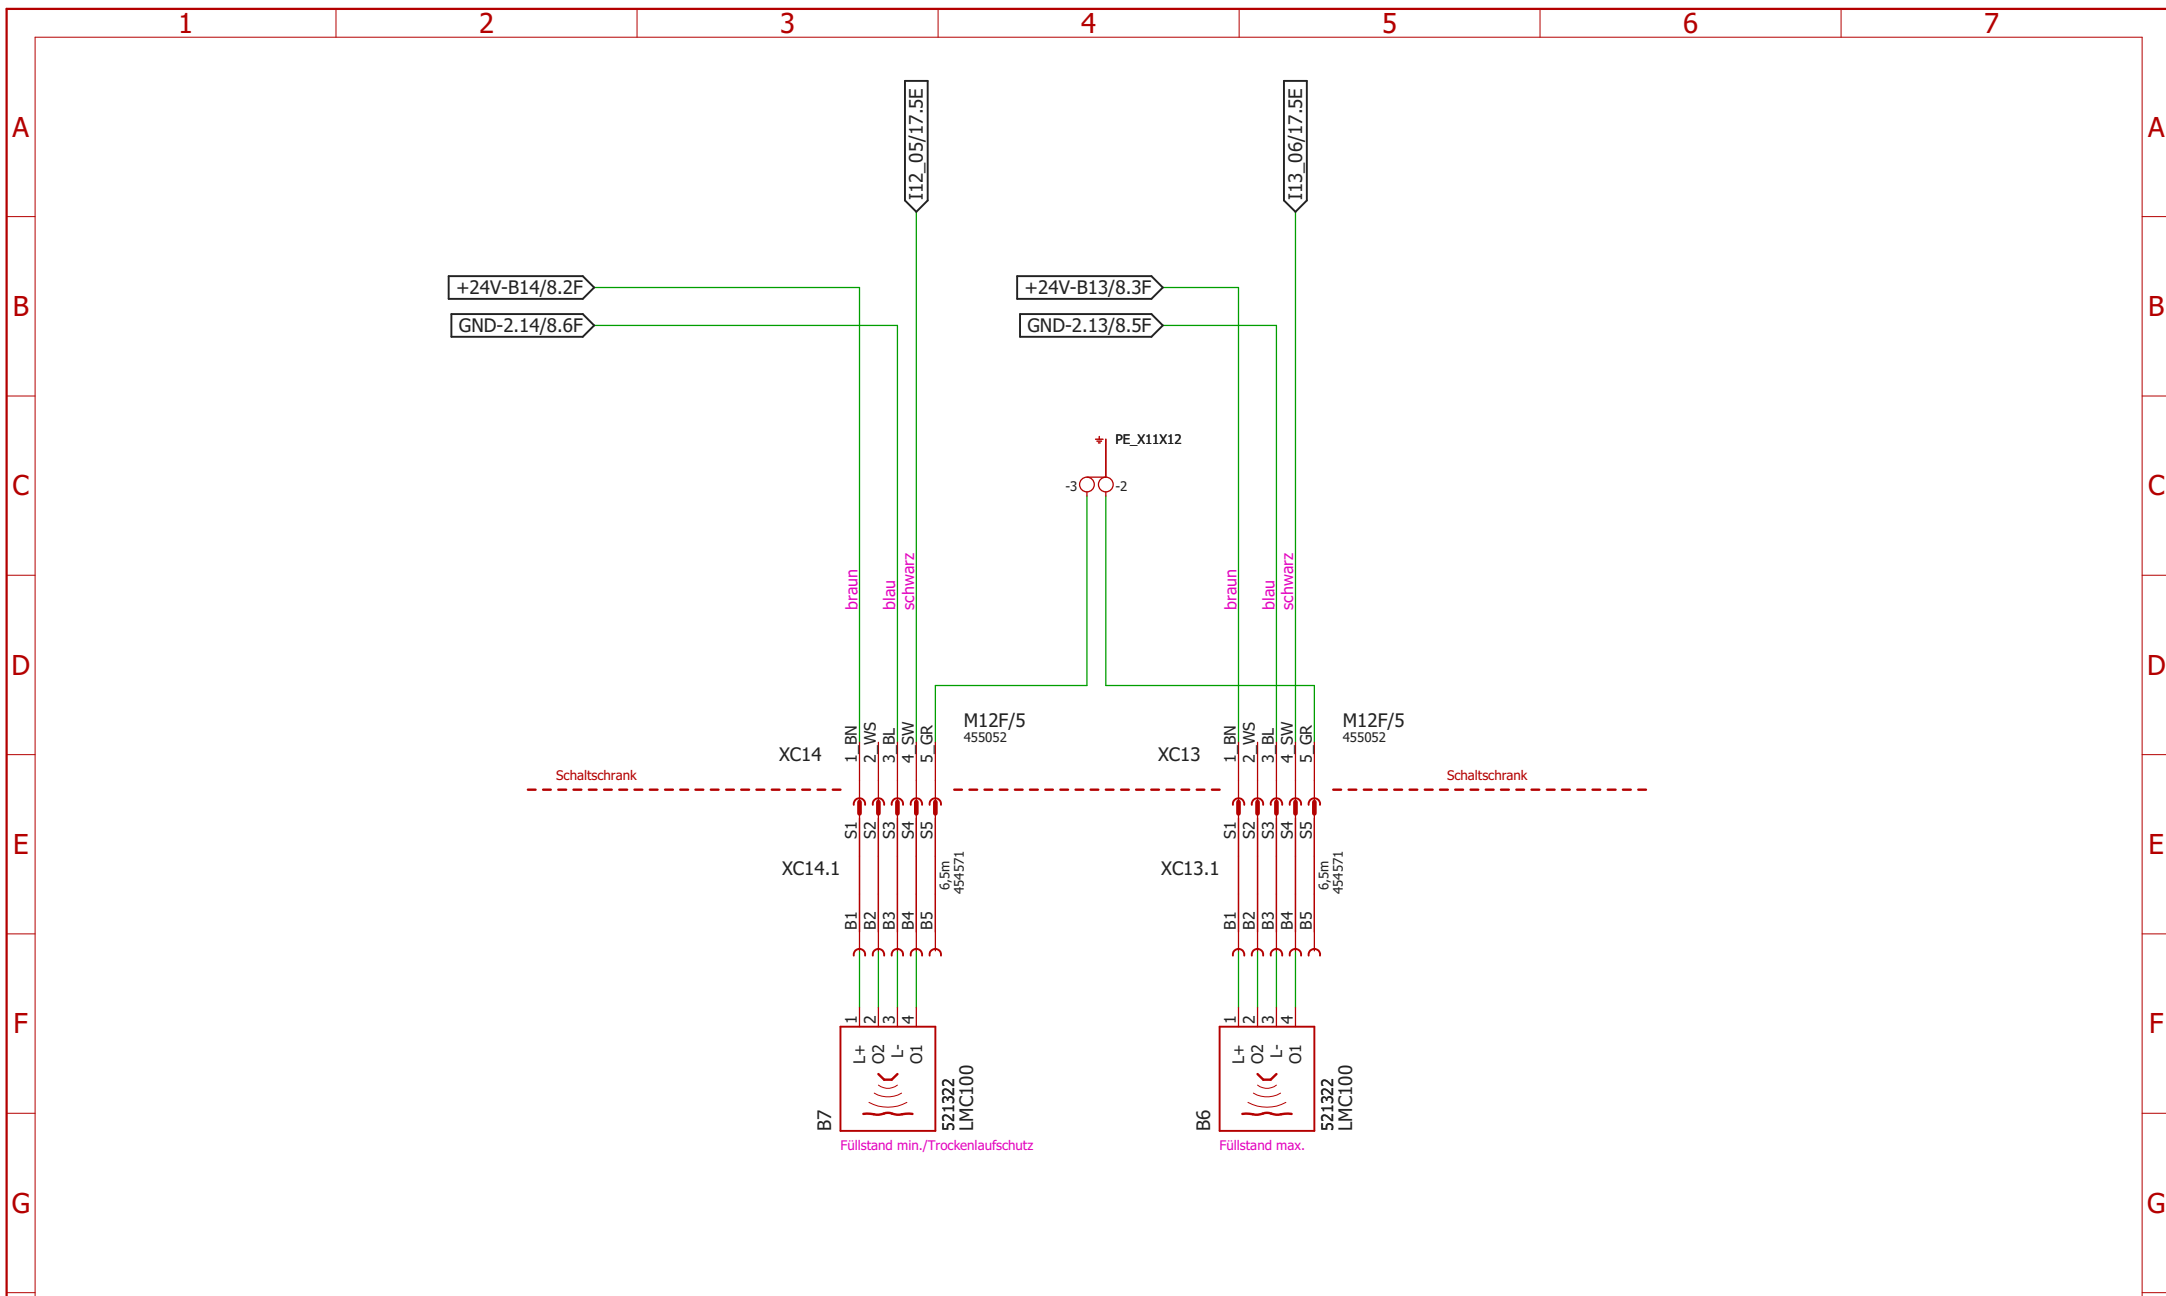 1 2 3 4 5 6 7
A A
I12_05/17.5E I13_06/17.5E
B B
+24V-B14/8.2F +24V-B13/8.3F
GND-2.14/8.6F GND-2.13/8.5F
PE_X11X12
C C
-3 -2
braun blau schwarz braun blau schwarz
D D
M12F/5 M12F/5
455052 455052
1 BN 2 WS 3 BL 4 SW 5 GR 1 BN 2 WS 3 BL 4 SW 5 GR
XC14 XC13
Schaltschrank Schaltschrank
S1 S2 S3 S4 S5 S1 S2 S3 S4 S5
E E
XC14.1 XC13.1
6,5m 6,5m
454571 454571
B1 B2 B3 B4 B5 B1 B2 B3 B4 B5
F F
1 2 3 4 1 2 3 4
L+ O2 L- O1 L+ O2 L- O1
B7 B6
521322 521322
LMC100 LMC100
Füllstand min./Trockenlaufschutz Füllstand max.
G G